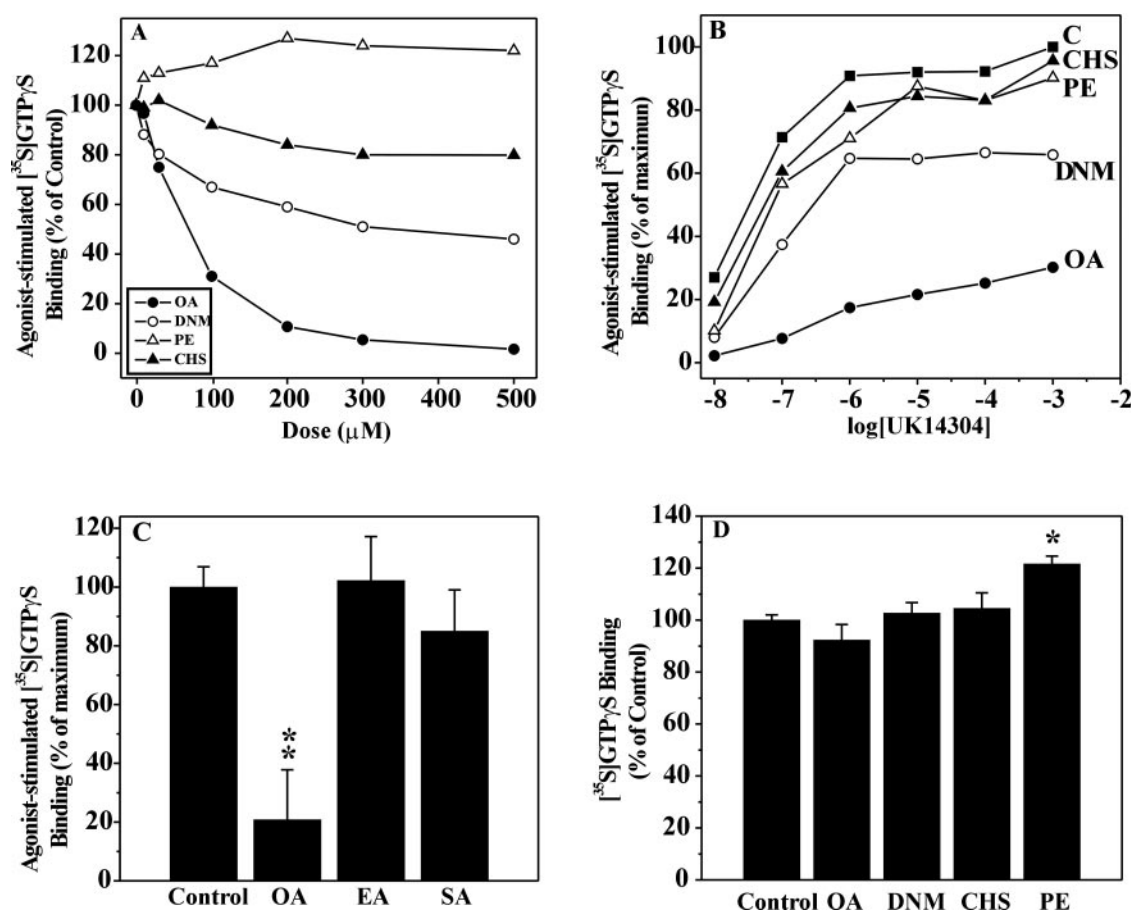 A
Agonist-stimulated [³⁵S]GTPγS
Binding (% of Control)
120
100
80
60
40
20
0
OA
DNM
PE
CHS
0 100 200 300 400 500
Dose (μM)
B
Agonist-stimulated [³⁵S]GTPγS
Binding (% of maximun)
100
80
60
40
20
0
C
CHS
PE
DNM
OA
-8 -7 -6 -5 -4 -3 -2
log[UK14304]
C
Agonist-stimulated [³⁵S]GTPγS
Binding (% of maximum)
120
100
80
60
40
20
0
**
Control OA EA SA
D
[³⁵S]GTPγS Binding
(% of Control)
140
120
100
80
60
40
20
0
*
Control OA DNM CHS PE